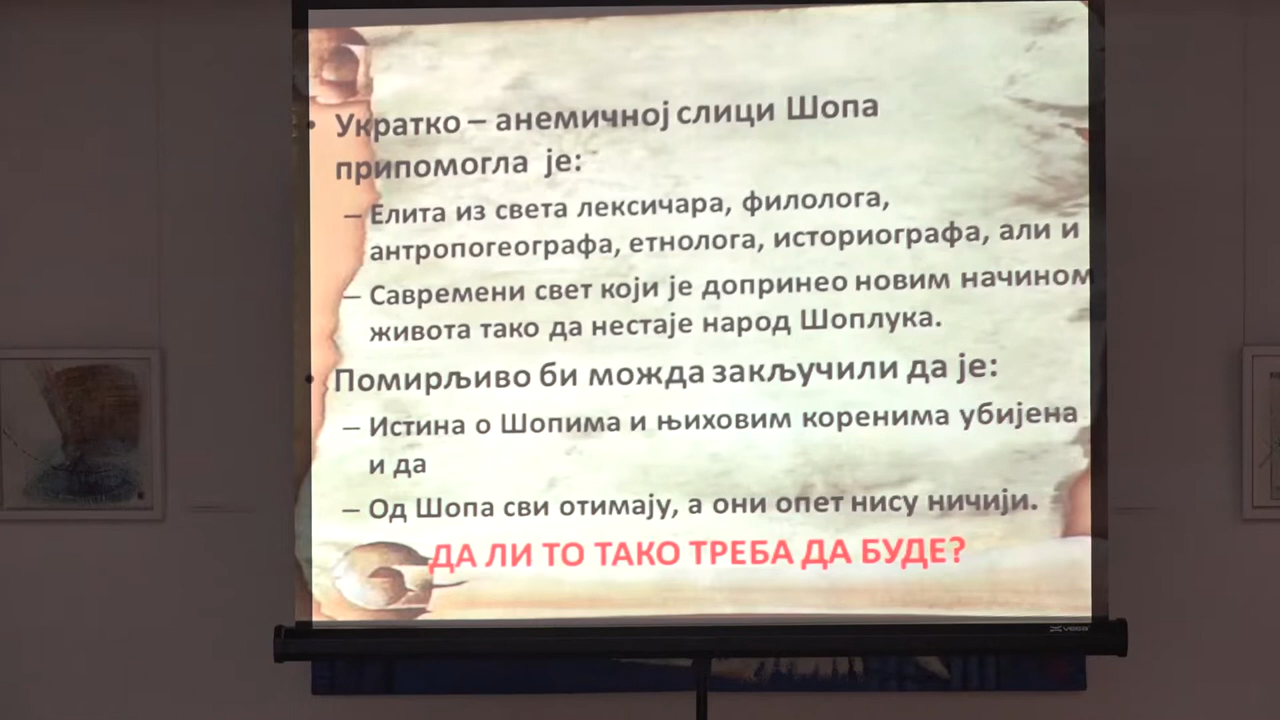 • Укратко – анемичној слици Шопа
припомогла је:
– Елита из света лексичара, филолога,
антропогеографа, етнолога, историографа, али и
– Савремени свет који је допринео новим начином
живота тако да нестаје народ Шоплука.
• Помирљиво би можда закључили да је:
– Истина о Шопима и њиховим коренима убијена
и да
– Од Шопа сви отимају, а они опет нису ничији.
ДА ЛИ ТО ТАКО ТРЕБА ДА БУДЕ?